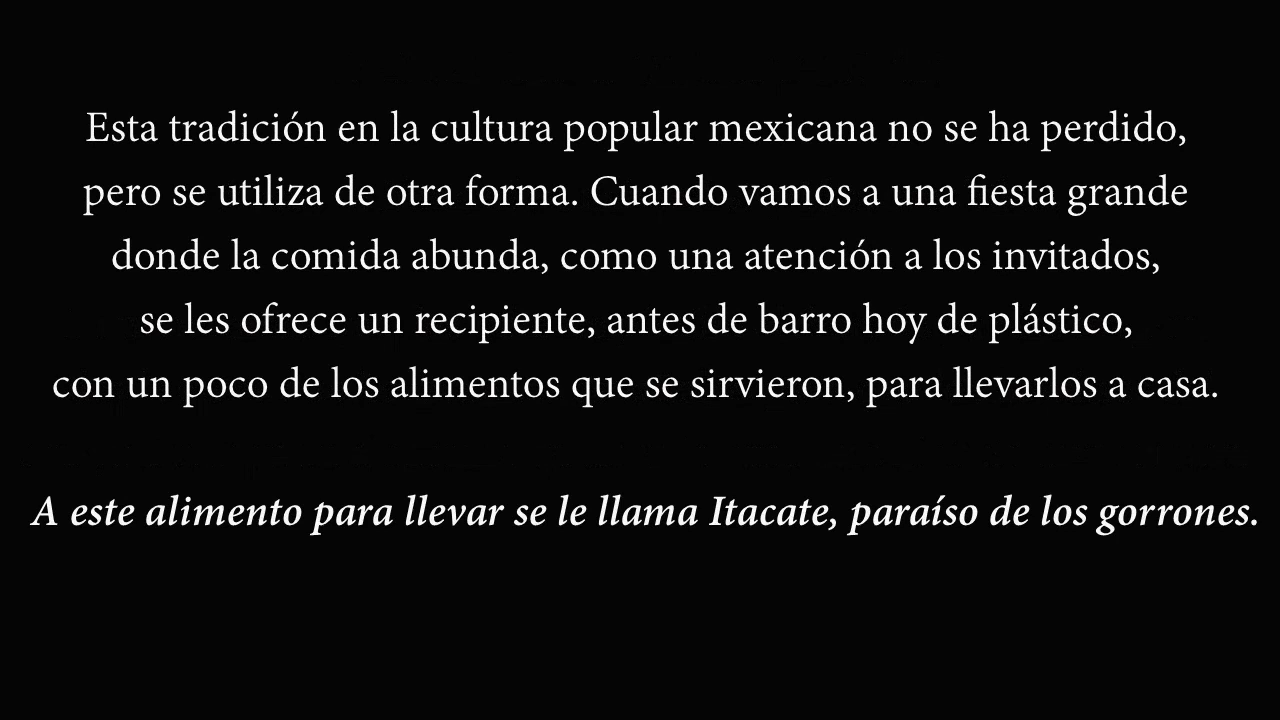 Esta tradición en la cultura popular mexicana no se ha perdido,
pero se utiliza de otra forma. Cuando vamos a una fiesta grande
donde la comida abunda, como una atención a los invitados,
se les ofrece un recipiente, antes de barro hoy de plástico,
con un poco de los alimentos que se sirvieron, para llevarlos a casa.
A este alimento para llevar se le llama Itacate, paraíso de los gorrones.